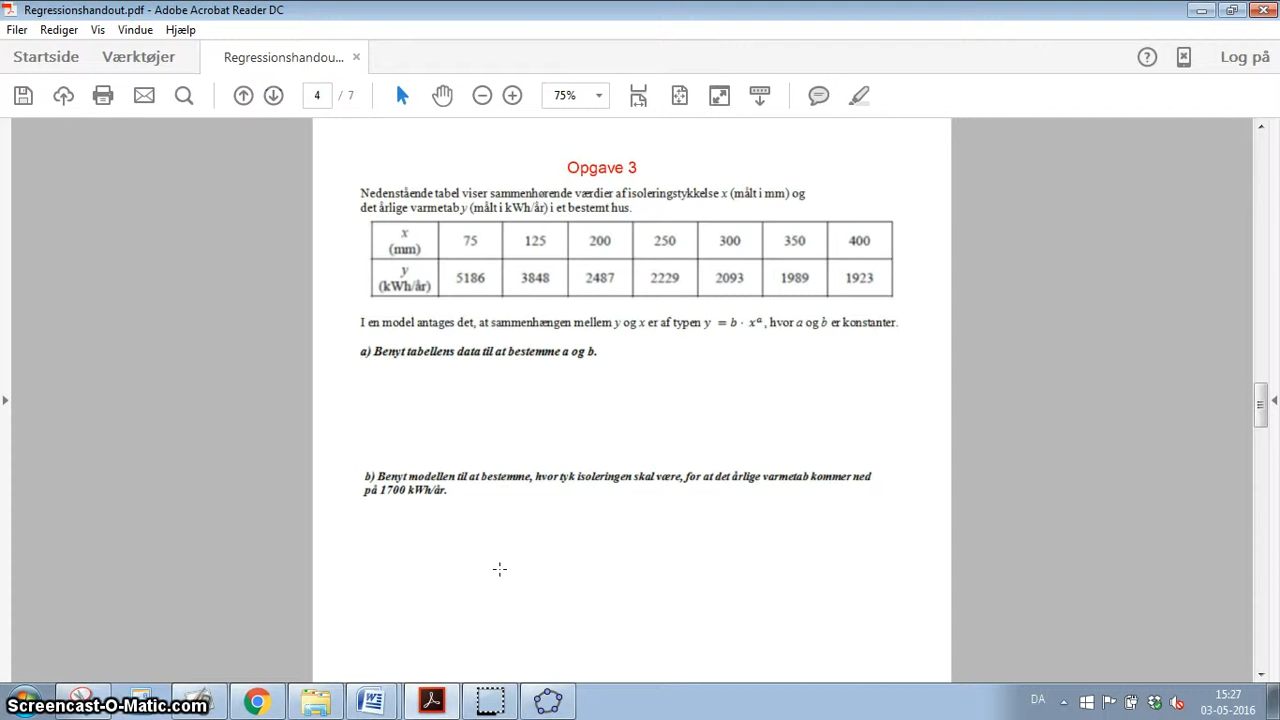 Regressionshandout.pdf - Adobe Acrobat Reader DC
Filer Rediger Vis Vindue Hjælp
Startside Værktøjer Regressionshandou... × Log på
4 / 7 75%
Opgave 3
Nedenstående tabel viser sammenhørende værdier af isoleringstykkelse x (målt i mm) og
det årlige varmetab y (målt i kWh/år) i et bestemt hus.
x (mm) 75 125 200 250 300 350 400
y (kWh/år) 5186 3848 2487 2229 2093 1989 1923
I en model antages det, at sammenhængen mellem y og x er af typen y = b · xᵃ, hvor a og b er konstanter.
a) Benyt tabellens data til at bestemme a og b.
b) Benyt modellen til at bestemme, hvor tyk isoleringen skal være, for at det årlige varmetab kommer ned
på 1700 kWh/år.
Screencast-O-Matic.com
DA
15:27
03-05-2016